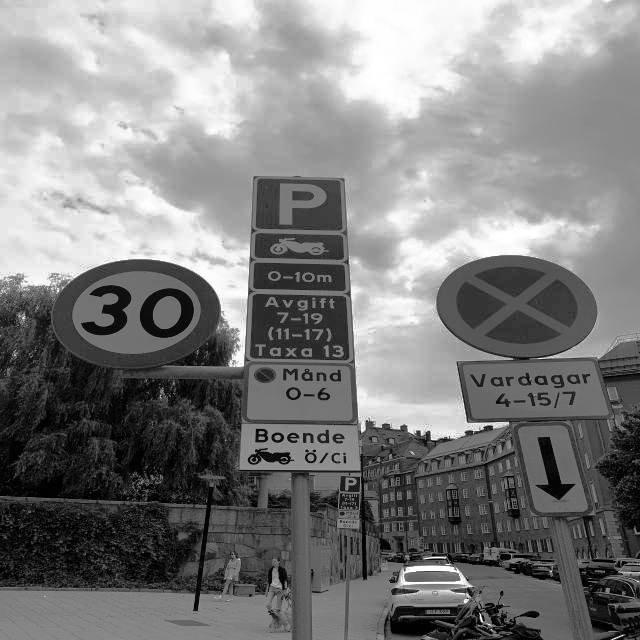 P
0-10m
Avgift
7-19
(11-17)
Taxa 13
Månd
0-6
Boende
Ö/Ci
30
Vardagar
4-15/7
P